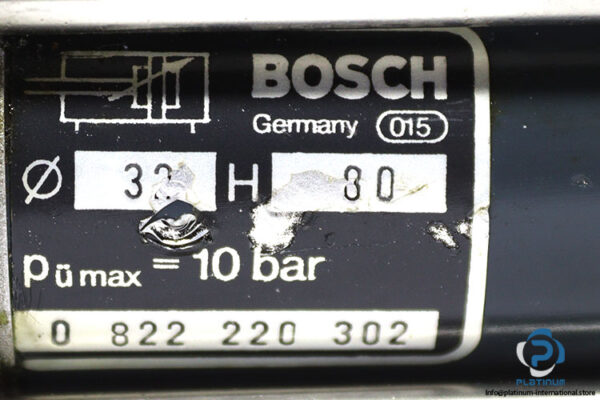 BOSCH
Germany 015
Ø 32 H 80
pü max = 10 bar
0 822 220 302
PLATINUM
info@platinum-international.store